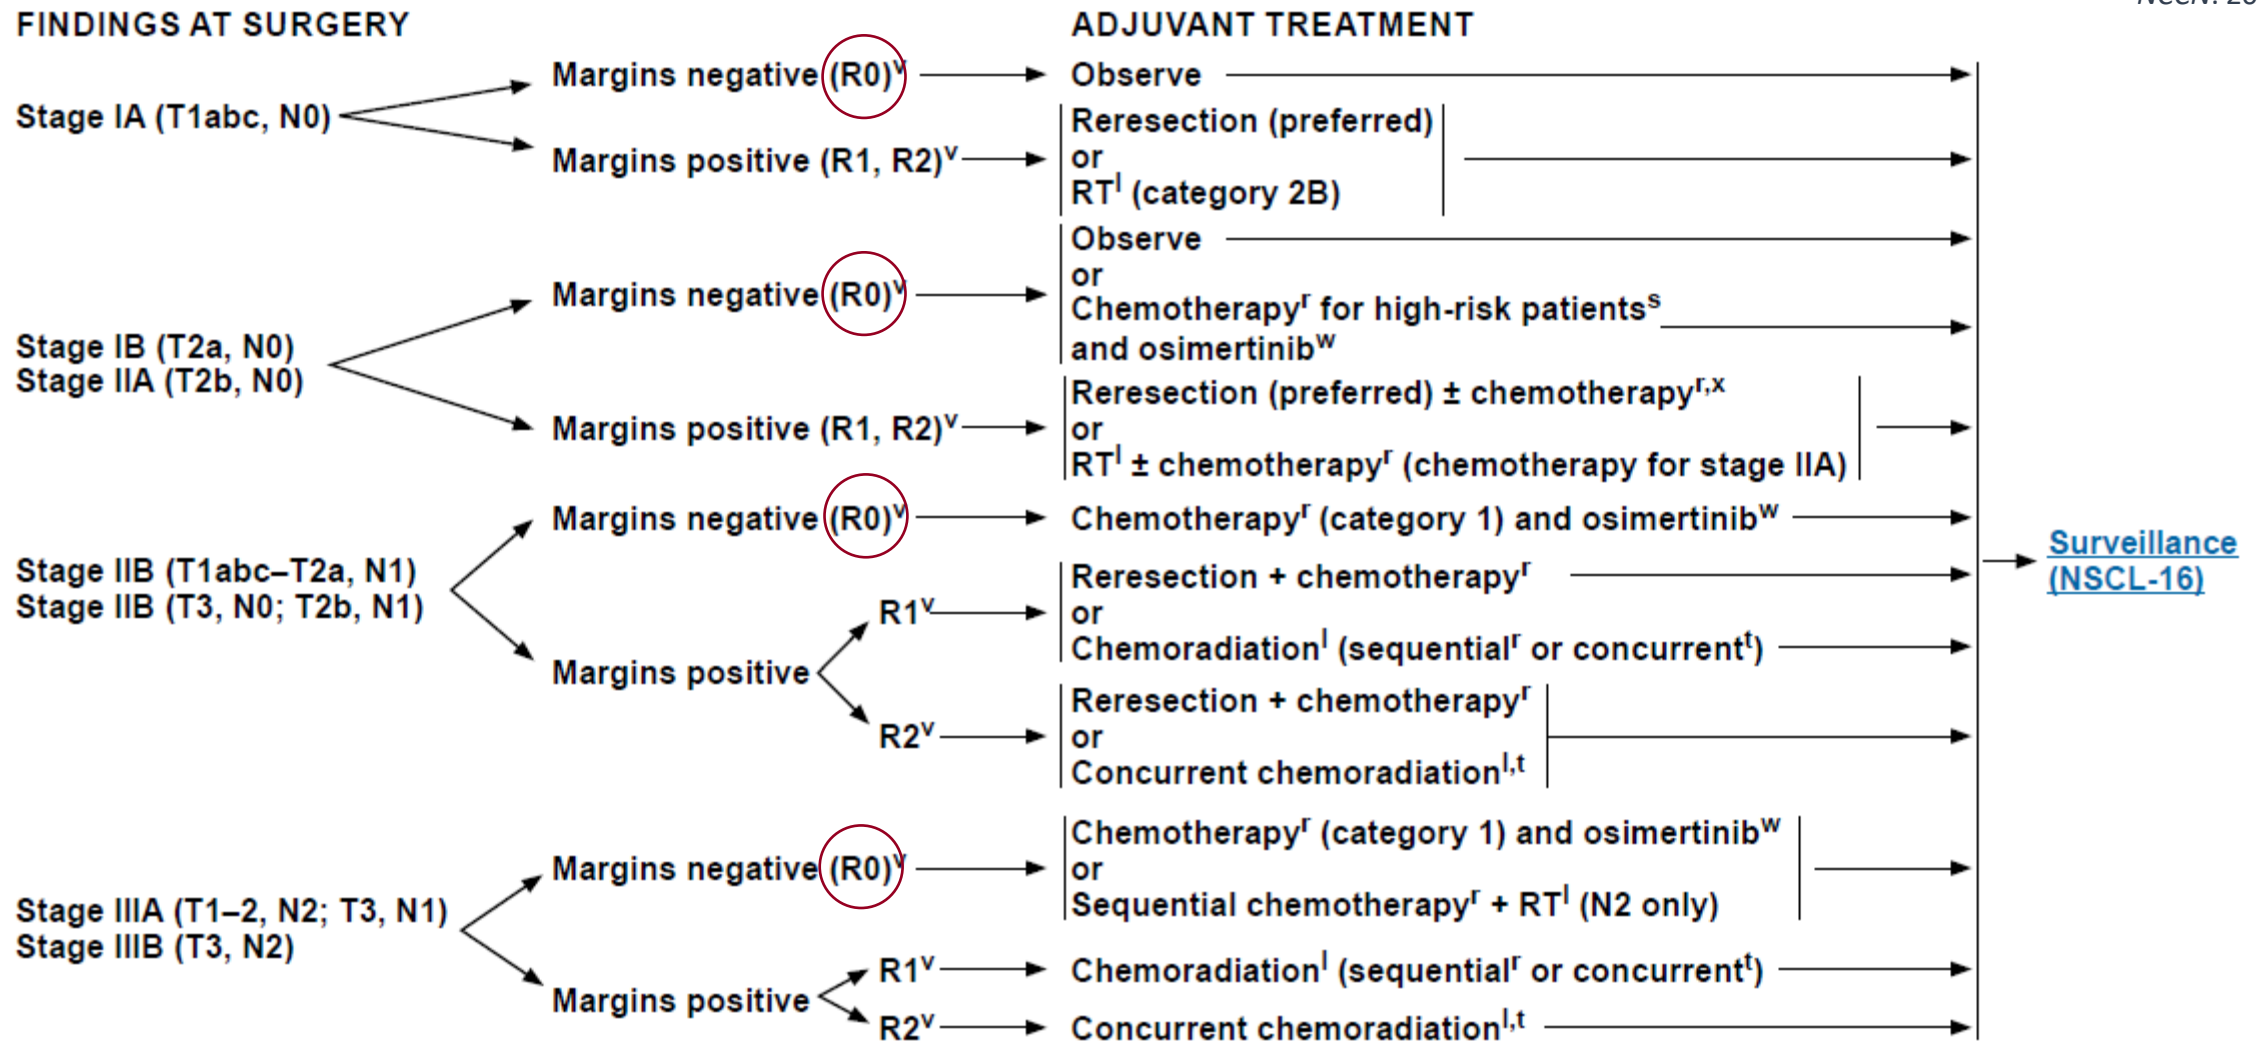 FINDINGS AT SURGERY
ADJUVANT TREATMENT
Stage IA (T1abc, N0)
Margins negative (R0)v
Observe
Margins positive (R1, R2)v
Reresection (preferred)
or
RTl (category 2B)
Stage IB (T2a, N0)
Stage IIA (T2b, N0)
Margins negative (R0)v
Observe
or
Chemotherapyr for high-risk patientss
and osimertinibw
Margins positive (R1, R2)v
Reresection (preferred) ± chemotherapyr,x
or
RTl ± chemotherapyr (chemotherapy for stage IIA)
Stage IIB (T1abc–T2a, N1)
Stage IIB (T3, N0; T2b, N1)
Margins negative (R0)v
Chemotherapyr (category 1) and osimertinibw
Margins positive
R1v
Reresection + chemotherapyr
or
Chemoradiationl (sequentialr or concurrentt)
R2v
Reresection + chemotherapyr
or
Concurrent chemoradiationl,t
Stage IIIA (T1–2, N2; T3, N1)
Stage IIIB (T3, N2)
Margins negative (R0)v
Chemotherapyr (category 1) and osimertinibw
or
Sequential chemotherapyr + RTl (N2 only)
Margins positive
R1v
Chemoradiationl (sequentialr or concurrentt)
R2v
Concurrent chemoradiationl,t
Surveillance
(NSCL-16)